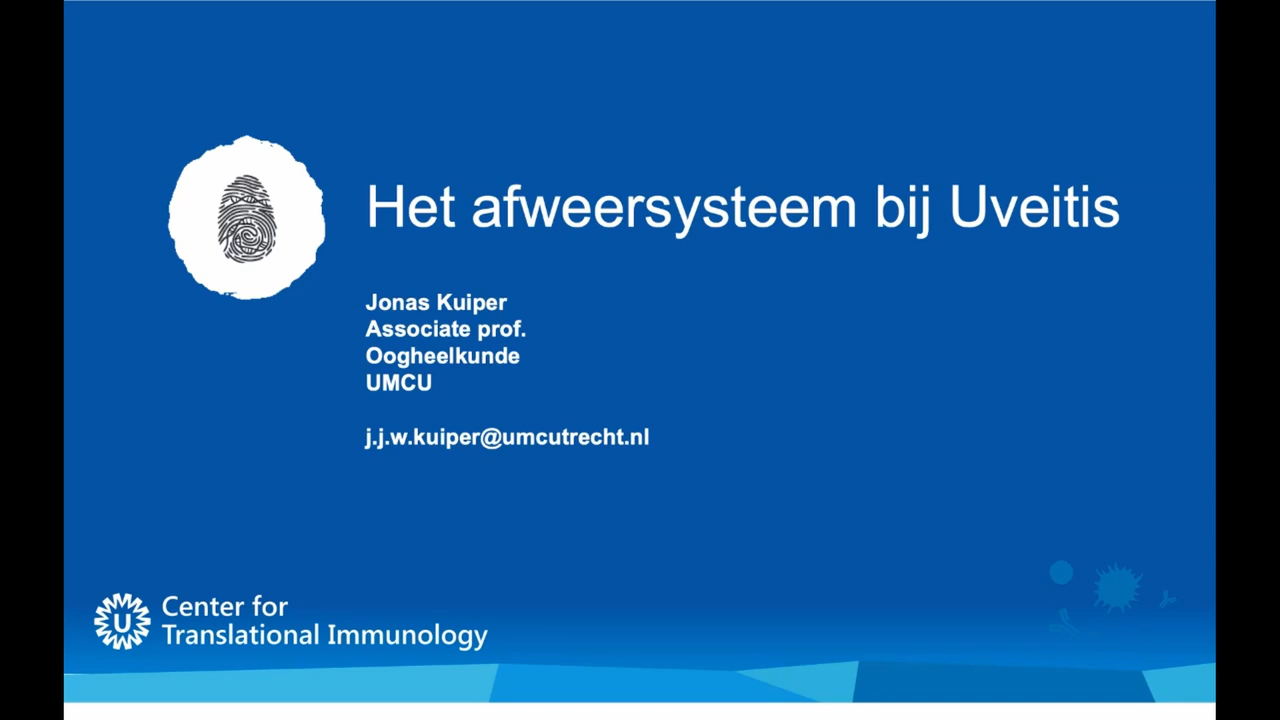 Het afweersysteem bij Uveitis
Jonas Kuiper
Associate prof.
Oogheelkunde
UMCU
j.j.w.kuiper@umcutrecht.nl
U
Center for
Translational Immunology